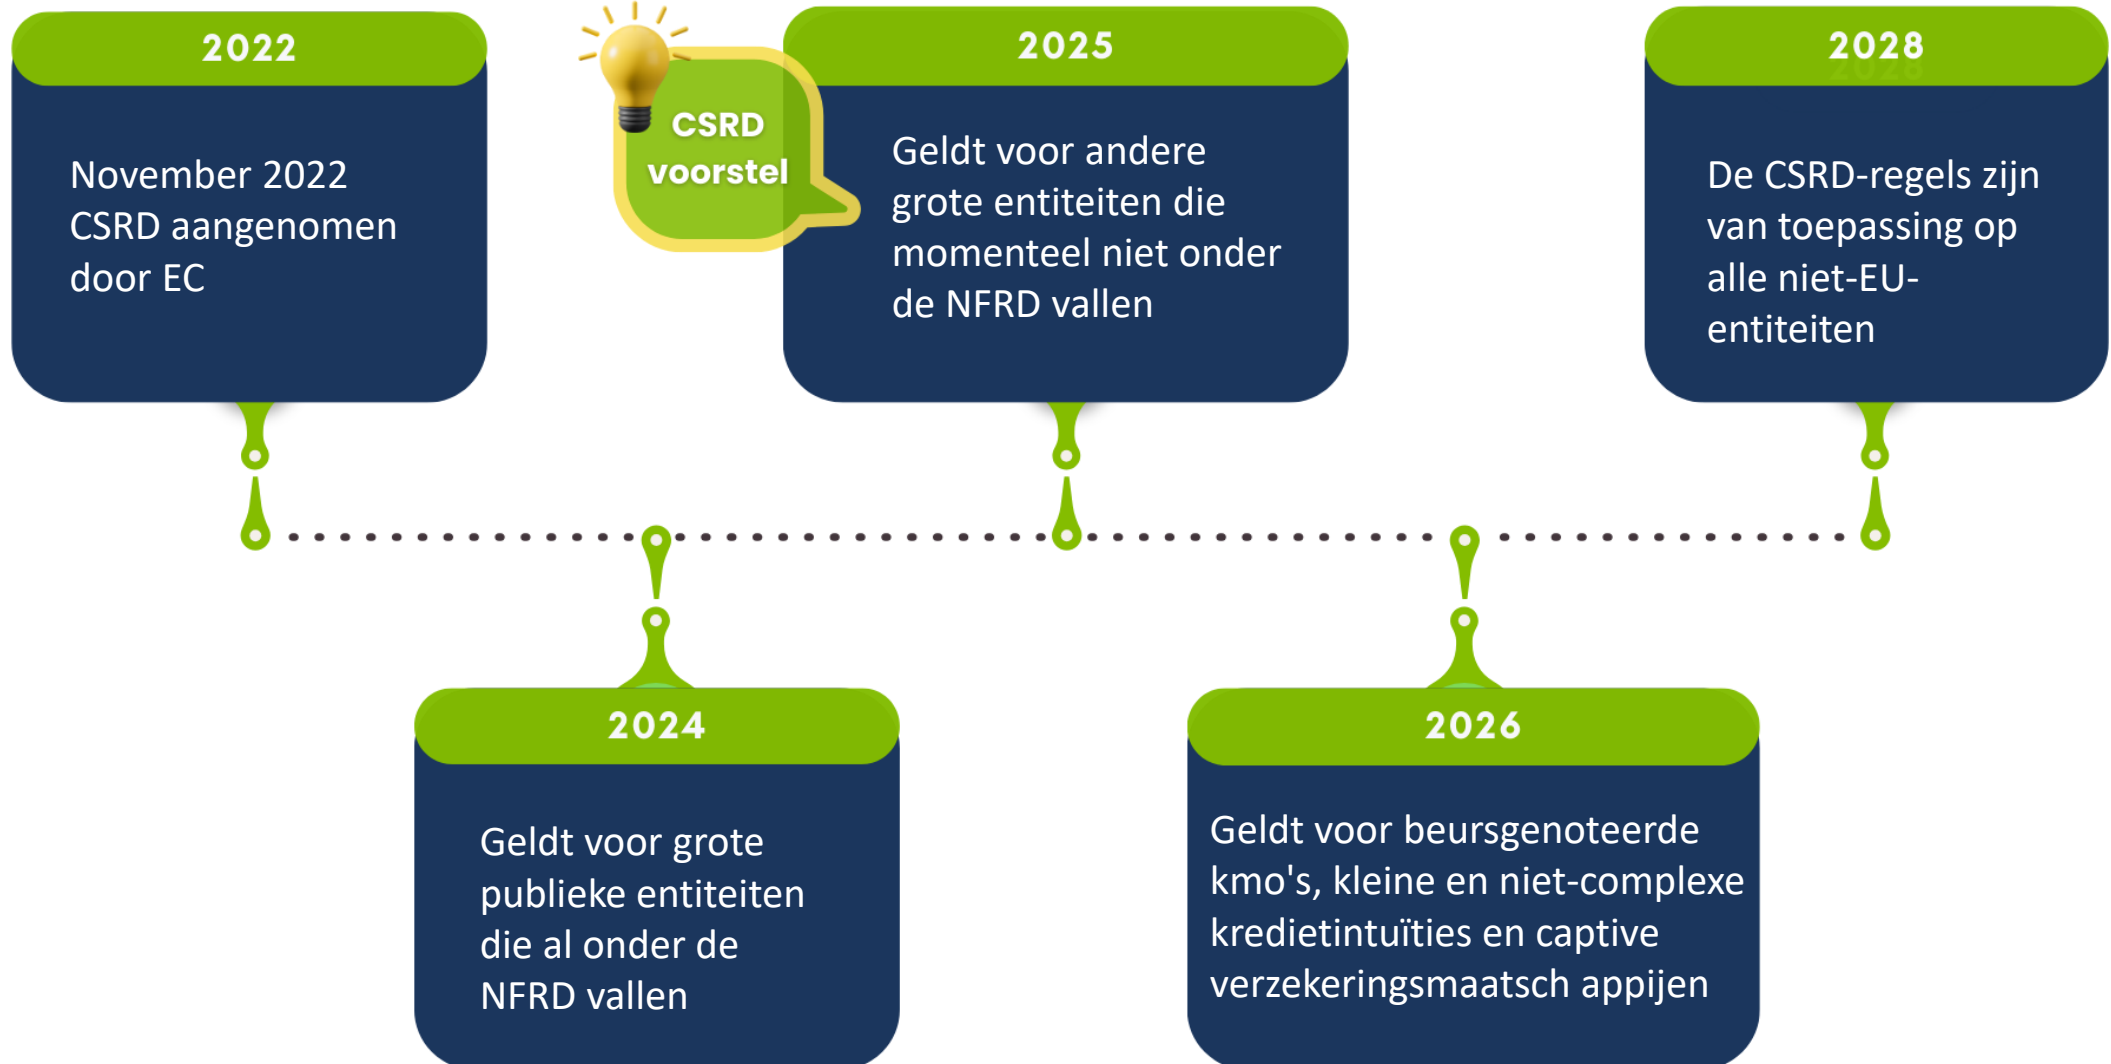 2022
November 2022
CSRD aangenomen
door EC
CSRD
voorstel
2025
Geldt voor andere
grote entiteiten die
momenteel niet onder
de NFRD vallen
2028
De CSRD-regels zijn
van toepassing op
alle niet-EU-
entiteiten
2024
Geldt voor grote
publieke entiteiten
die al onder de
NFRD vallen
2026
Geldt voor beursgenoteerde
kmo's, kleine en niet-complexe
kredietintuïties en captive
verzekeringsmaatsch appijen